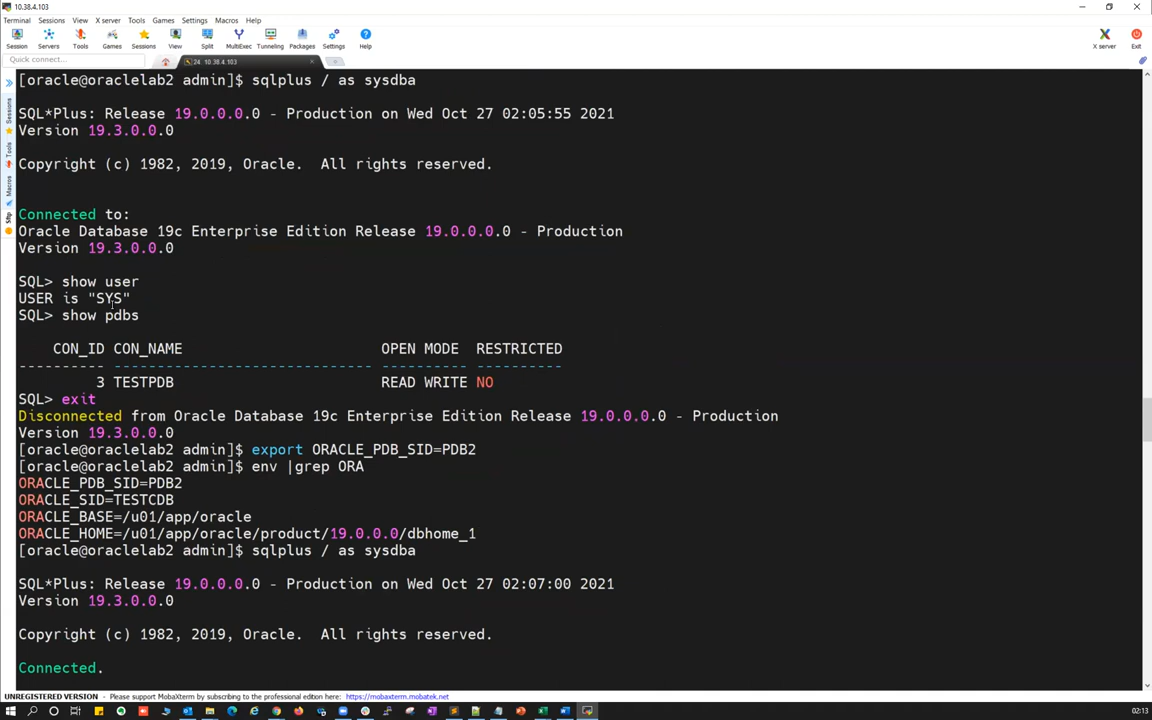 10.38.4.103
Terminal Sessions View X server Tools Games Settings Macros Help
Session Servers Tools Games Sessions View Split MultiExec Tunneling Packages Settings Help X server Exit
Quick connect...
24 10.38.4.103
Sessions
Tools
Macros
Sftp
[oracle@oraclelab2 admin]$ sqlplus / as sysdba
SQL*Plus: Release 19.0.0.0.0 - Production on Wed Oct 27 02:05:55 2021
Version 19.3.0.0.0
Copyright (c) 1982, 2019, Oracle.  All rights reserved.
Connected to:
Oracle Database 19c Enterprise Edition Release 19.0.0.0.0 - Production
Version 19.3.0.0.0
SQL> show user
USER is "SYS"
SQL> show pdbs
CON_ID CON_NAME OPEN MODE RESTRICTED
---------- ------------------------------ ---------- ----------
3 TESTPDB READ WRITE NO
SQL> exit
Disconnected from Oracle Database 19c Enterprise Edition Release 19.0.0.0.0 - Production
Version 19.3.0.0.0
[oracle@oraclelab2 admin]$ export ORACLE_PDB_SID=PDB2
[oracle@oraclelab2 admin]$ env |grep ORA
ORACLE_PDB_SID=PDB2
ORACLE_SID=TESTCDB
ORACLE_BASE=/u01/app/oracle
ORACLE_HOME=/u01/app/oracle/product/19.0.0.0/dbhome_1
[oracle@oraclelab2 admin]$ sqlplus / as sysdba
SQL*Plus: Release 19.0.0.0.0 - Production on Wed Oct 27 02:07:00 2021
Version 19.3.0.0.0
Copyright (c) 1982, 2019, Oracle.  All rights reserved.
Connected.
UNREGISTERED VERSION - Please support MobaXterm by subscribing to the professional edition here: https://mobaxterm.mobatek.net
02:13